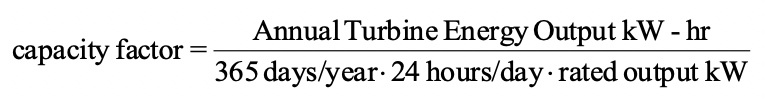 capacity factor = Annual Turbine Energy Output kW - hr
365 days/year · 24 hours/day · rated output kW